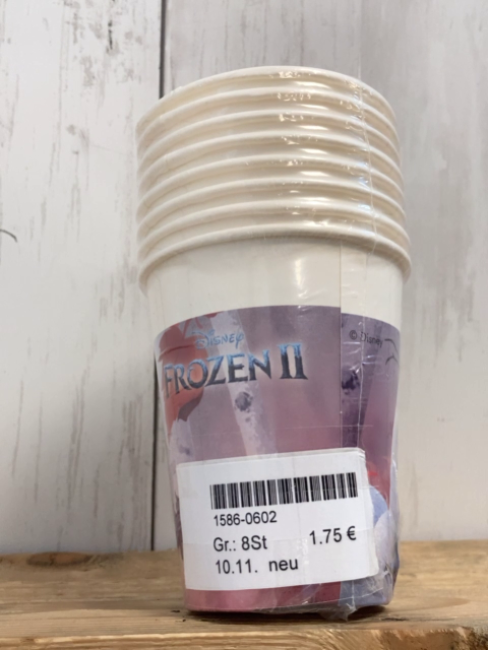 DISNEY
FROZEN II
© Disney
1586-0602
Gr.: 8St 1.75 €
10.11. neu